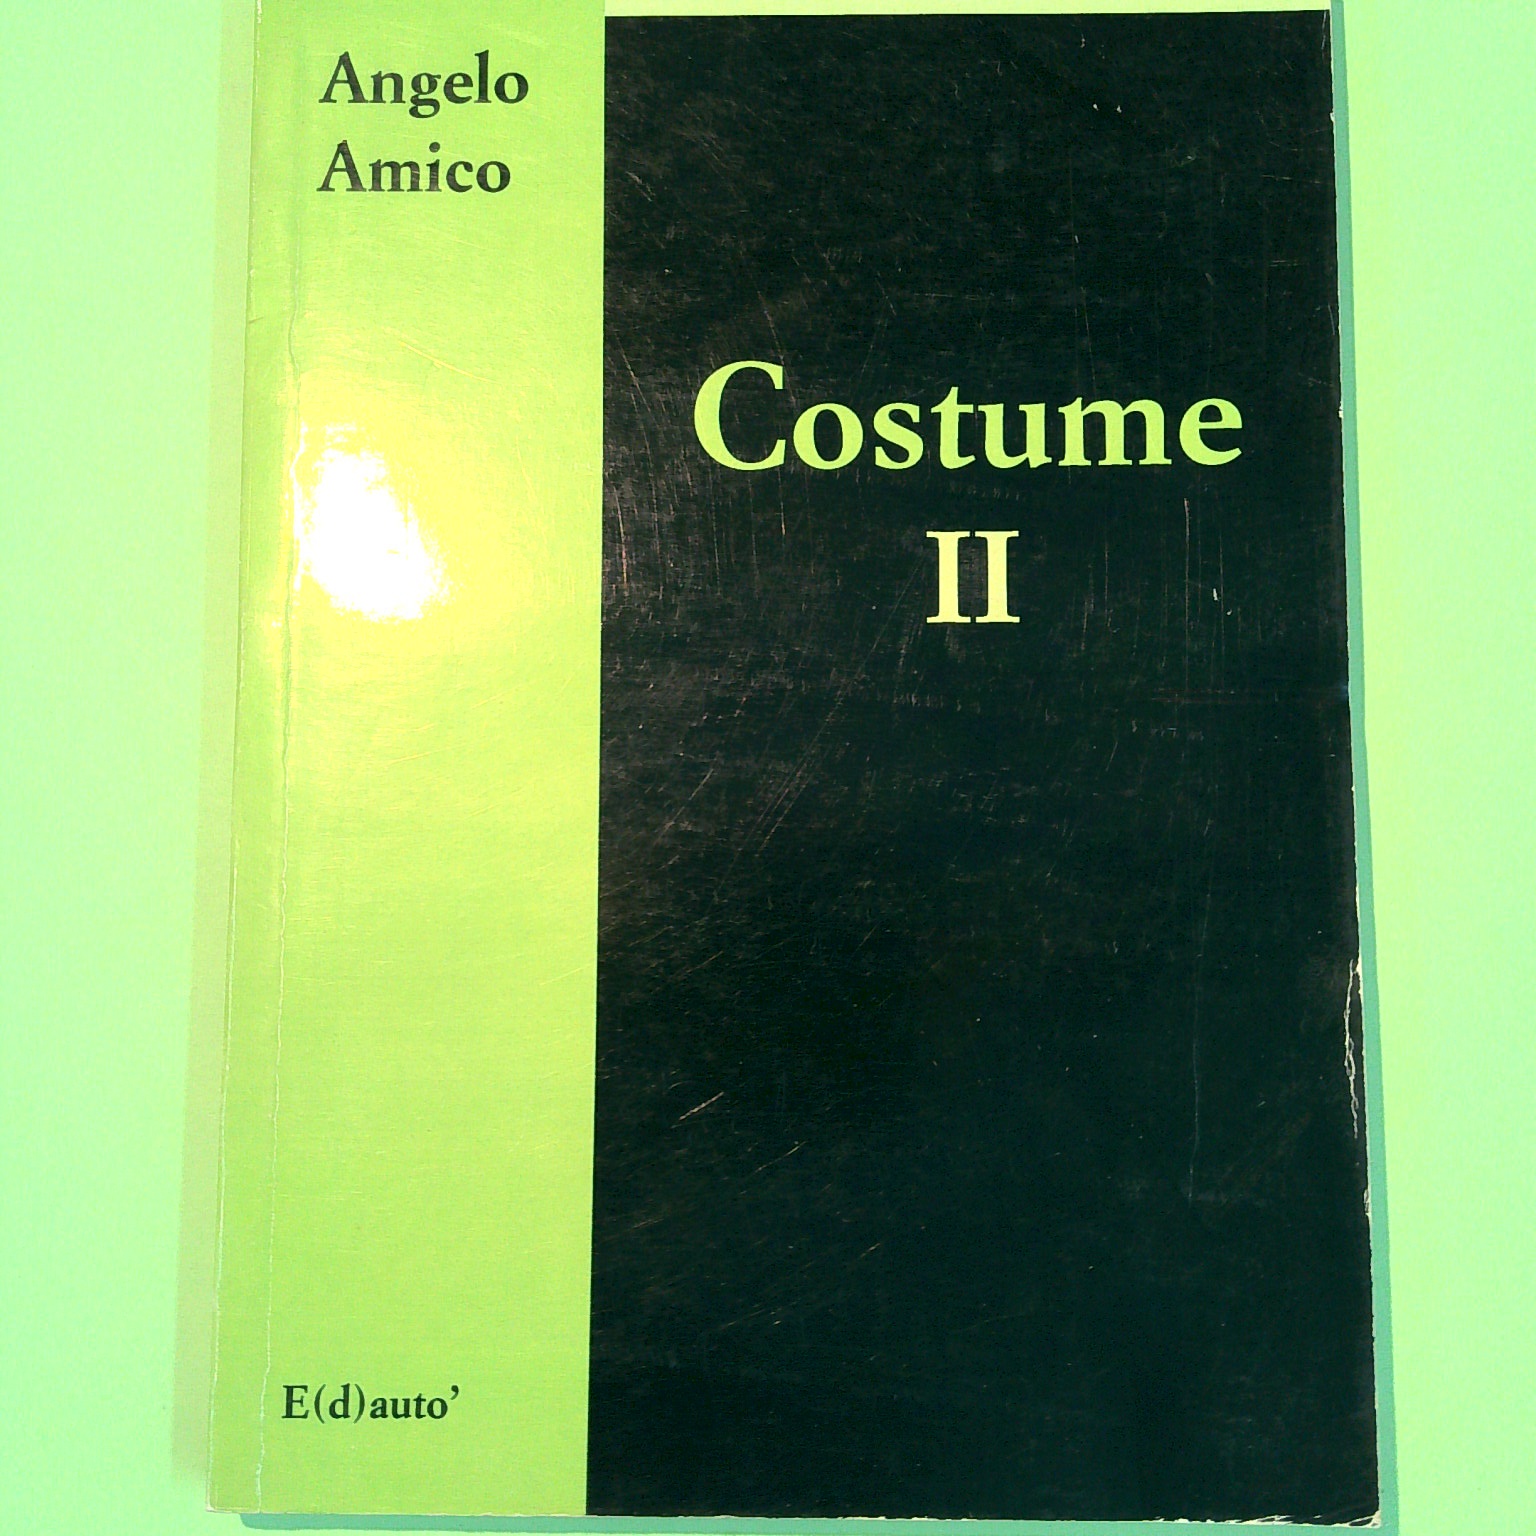 Angelo
Amico
Costume
II
E(d)auto’